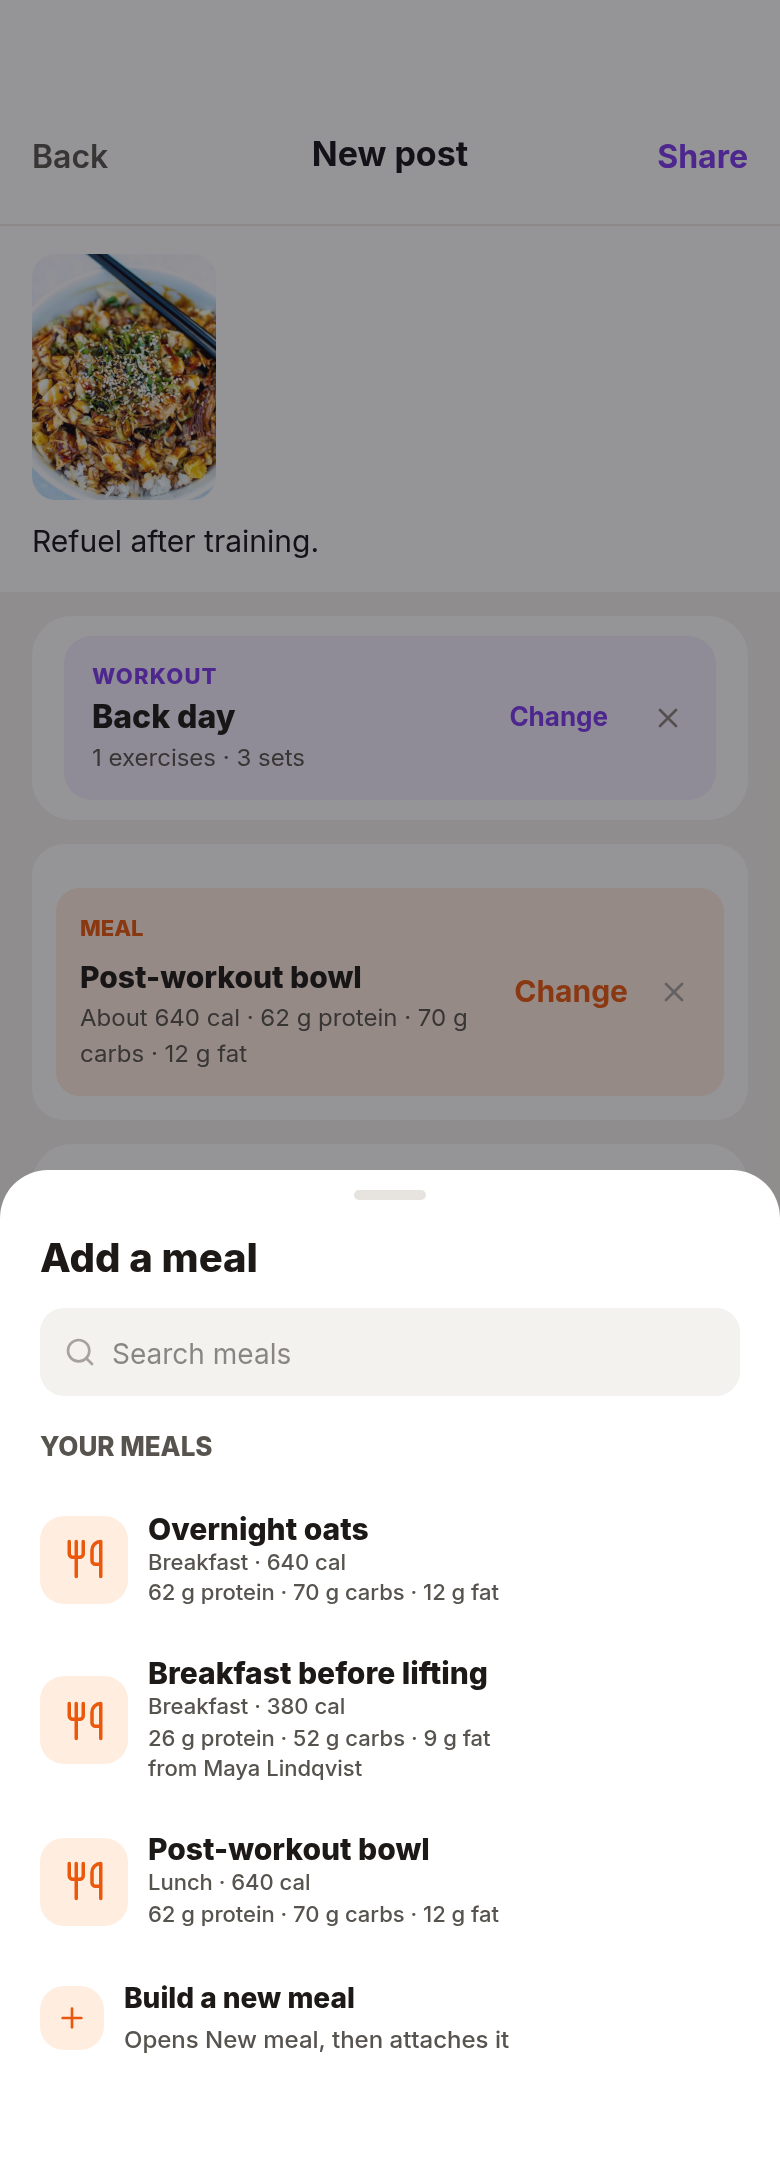 Back
New post
Share
Refuel after training.
WORKOUT
Back day
1 exercises · 3 sets
Change
MEAL
Post-workout bowl
About 640 cal · 62 g protein · 70 g
carbs · 12 g fat
Change
Add a meal
Search meals
YOUR MEALS
Overnight oats
Breakfast · 640 cal
62 g protein · 70 g carbs · 12 g fat
Breakfast before lifting
Breakfast · 380 cal
26 g protein · 52 g carbs · 9 g fat
from Maya Lindqvist
Post-workout bowl
Lunch · 640 cal
62 g protein · 70 g carbs · 12 g fat
Build a new meal
Opens New meal, then attaches it